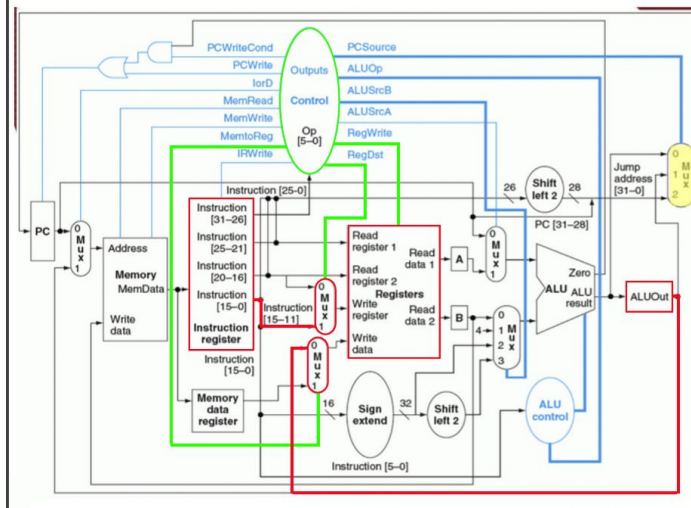 PCWriteCond
PCWrite
IorD
MemRead
MemWrite
MemtoReg
IRWrite
Outputs
Control
Op
[5–0]
PCSource
ALUOp
ALUSrcB
ALUSrcA
RegWrite
RegDst
PC
0
M
u
x
1
Address
Memory
MemData
Write
data
Instruction [25-0]
Instruction
[31–26]
Instruction
[25–21]
Instruction
[20–16]
Instruction
[15–0]
Instruction
register
Instruction
[15–0]
Memory
data
register
Instruction
[15–11]
0
M
u
x
1
0
M
u
x
1
Read
register 1
Read
register 2
Registers
Write
register
Write
data
Read
data 1
Read
data 2
A
B
16
Sign
extend
32
Shift
left 2
Instruction [5–0]
0
M
u
x
1
0
4
1
M
u
x
2
3
26
Shift
left 2
28
Jump
address
[31–0]
PC [31–28]
Zero
ALU
ALU
result
ALUOut
ALU
control
0
1
2
M
u
x